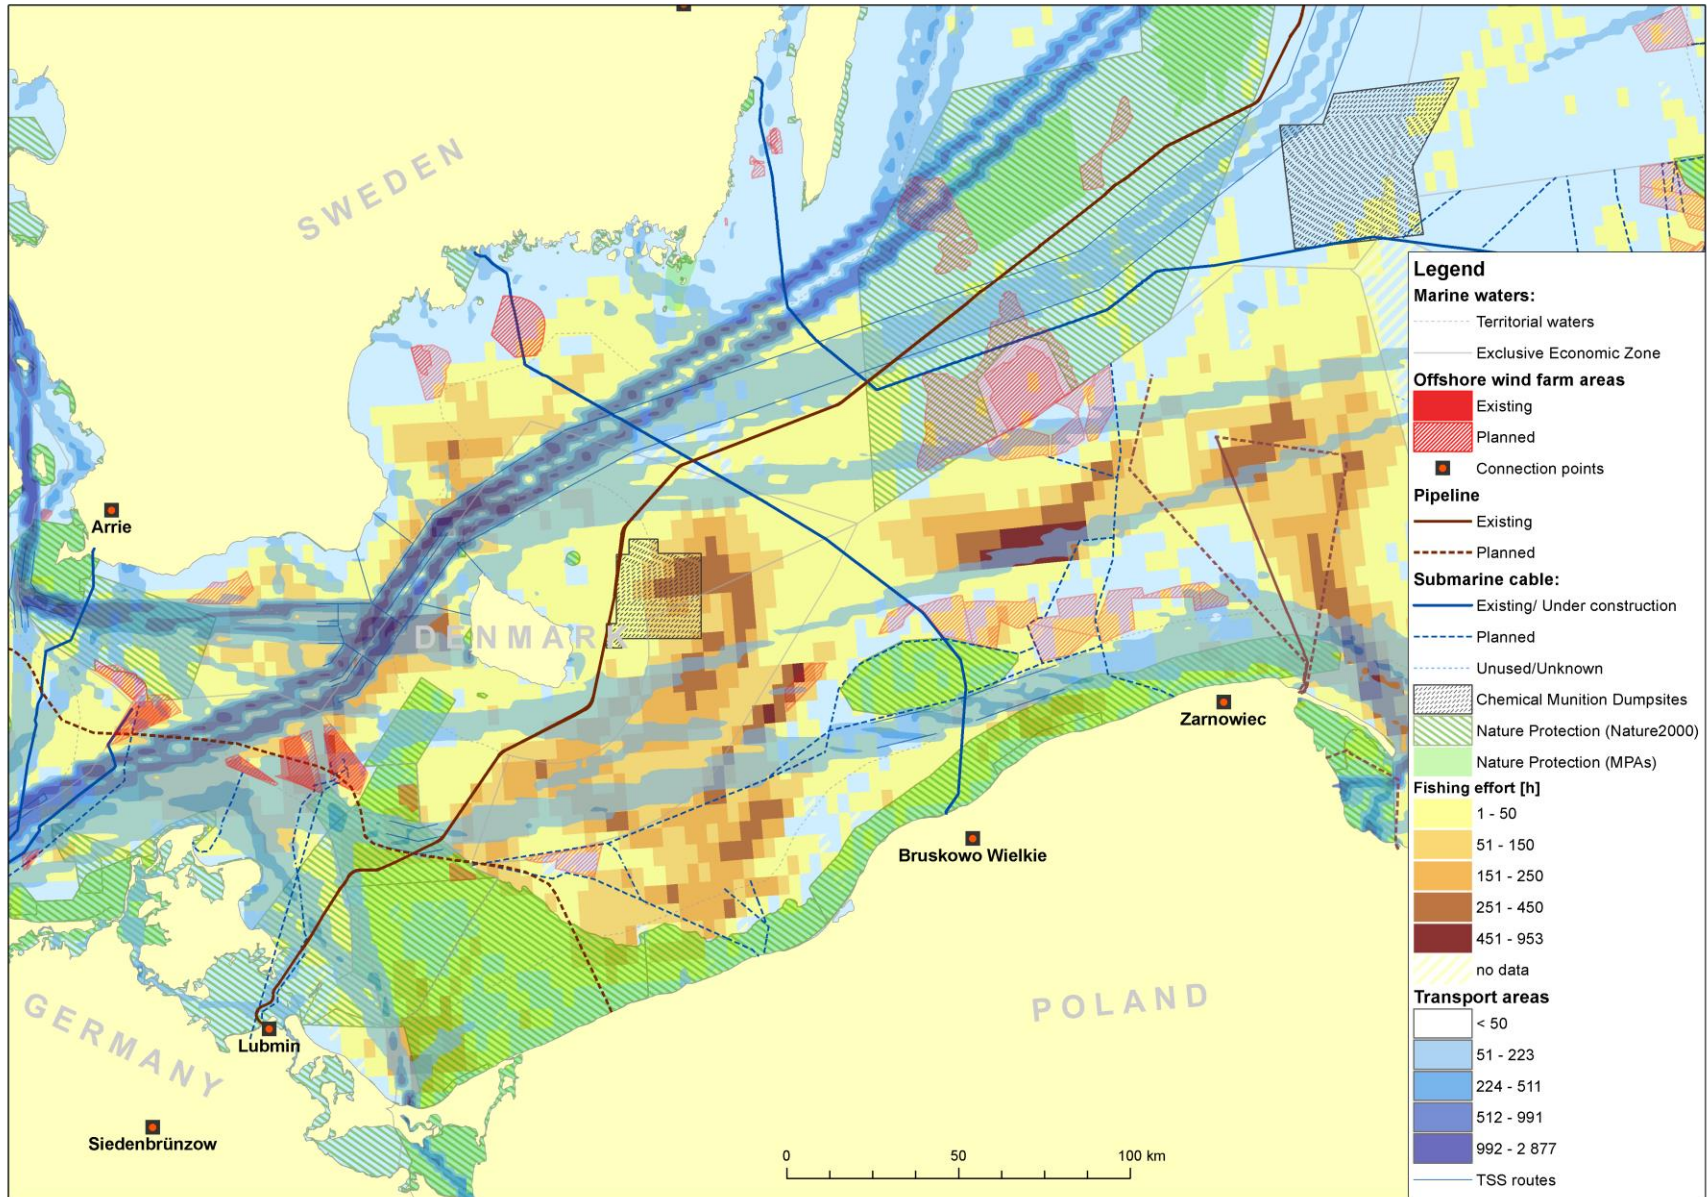 SWEDEN
Arrie
DENMARK
Zarnowiec
Bruskowo Wielkie
POLAND
GERMANY
Lubmin
Siedenbrünzow
0 50 100 km
Legend
Marine waters:
Territorial waters
Exclusive Economic Zone
Offshore wind farm areas
Existing
Planned
Connection points
Pipeline
Existing
Planned
Submarine cable:
Existing/ Under construction
Planned
Unused/Unknown
Chemical Munition Dumpsites
Nature Protection (Nature2000)
Nature Protection (MPAs)
Fishing effort [h]
1 - 50
51 - 150
151 - 250
251 - 450
451 - 953
no data
Transport areas
< 50
51 - 223
224 - 511
512 - 991
992 - 2 877
TSS routes